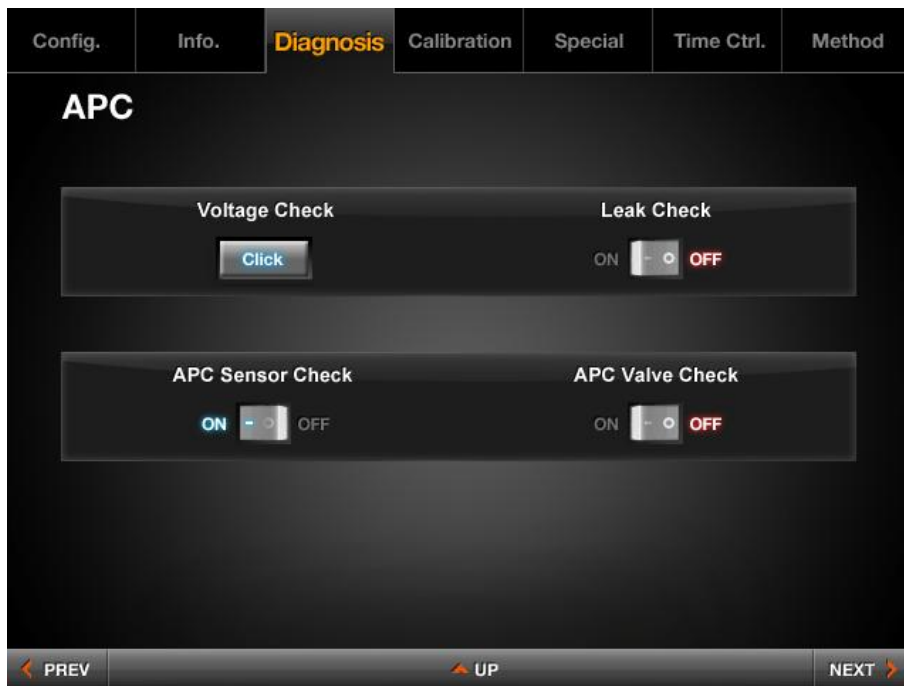 Config. Info. Diagnosis Calibration Special Time Ctrl. Method
APC
Voltage Check Leak Check
Click ON OFF
APC Sensor Check APC Valve Check
ON OFF ON OFF
PREV UP NEXT